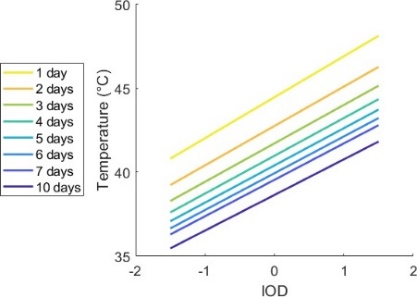 50
45
40
35
Temperature (°C)
1 day
2 days
3 days
4 days
5 days
6 days
7 days
10 days
-2
-1
0
1
2
IOD